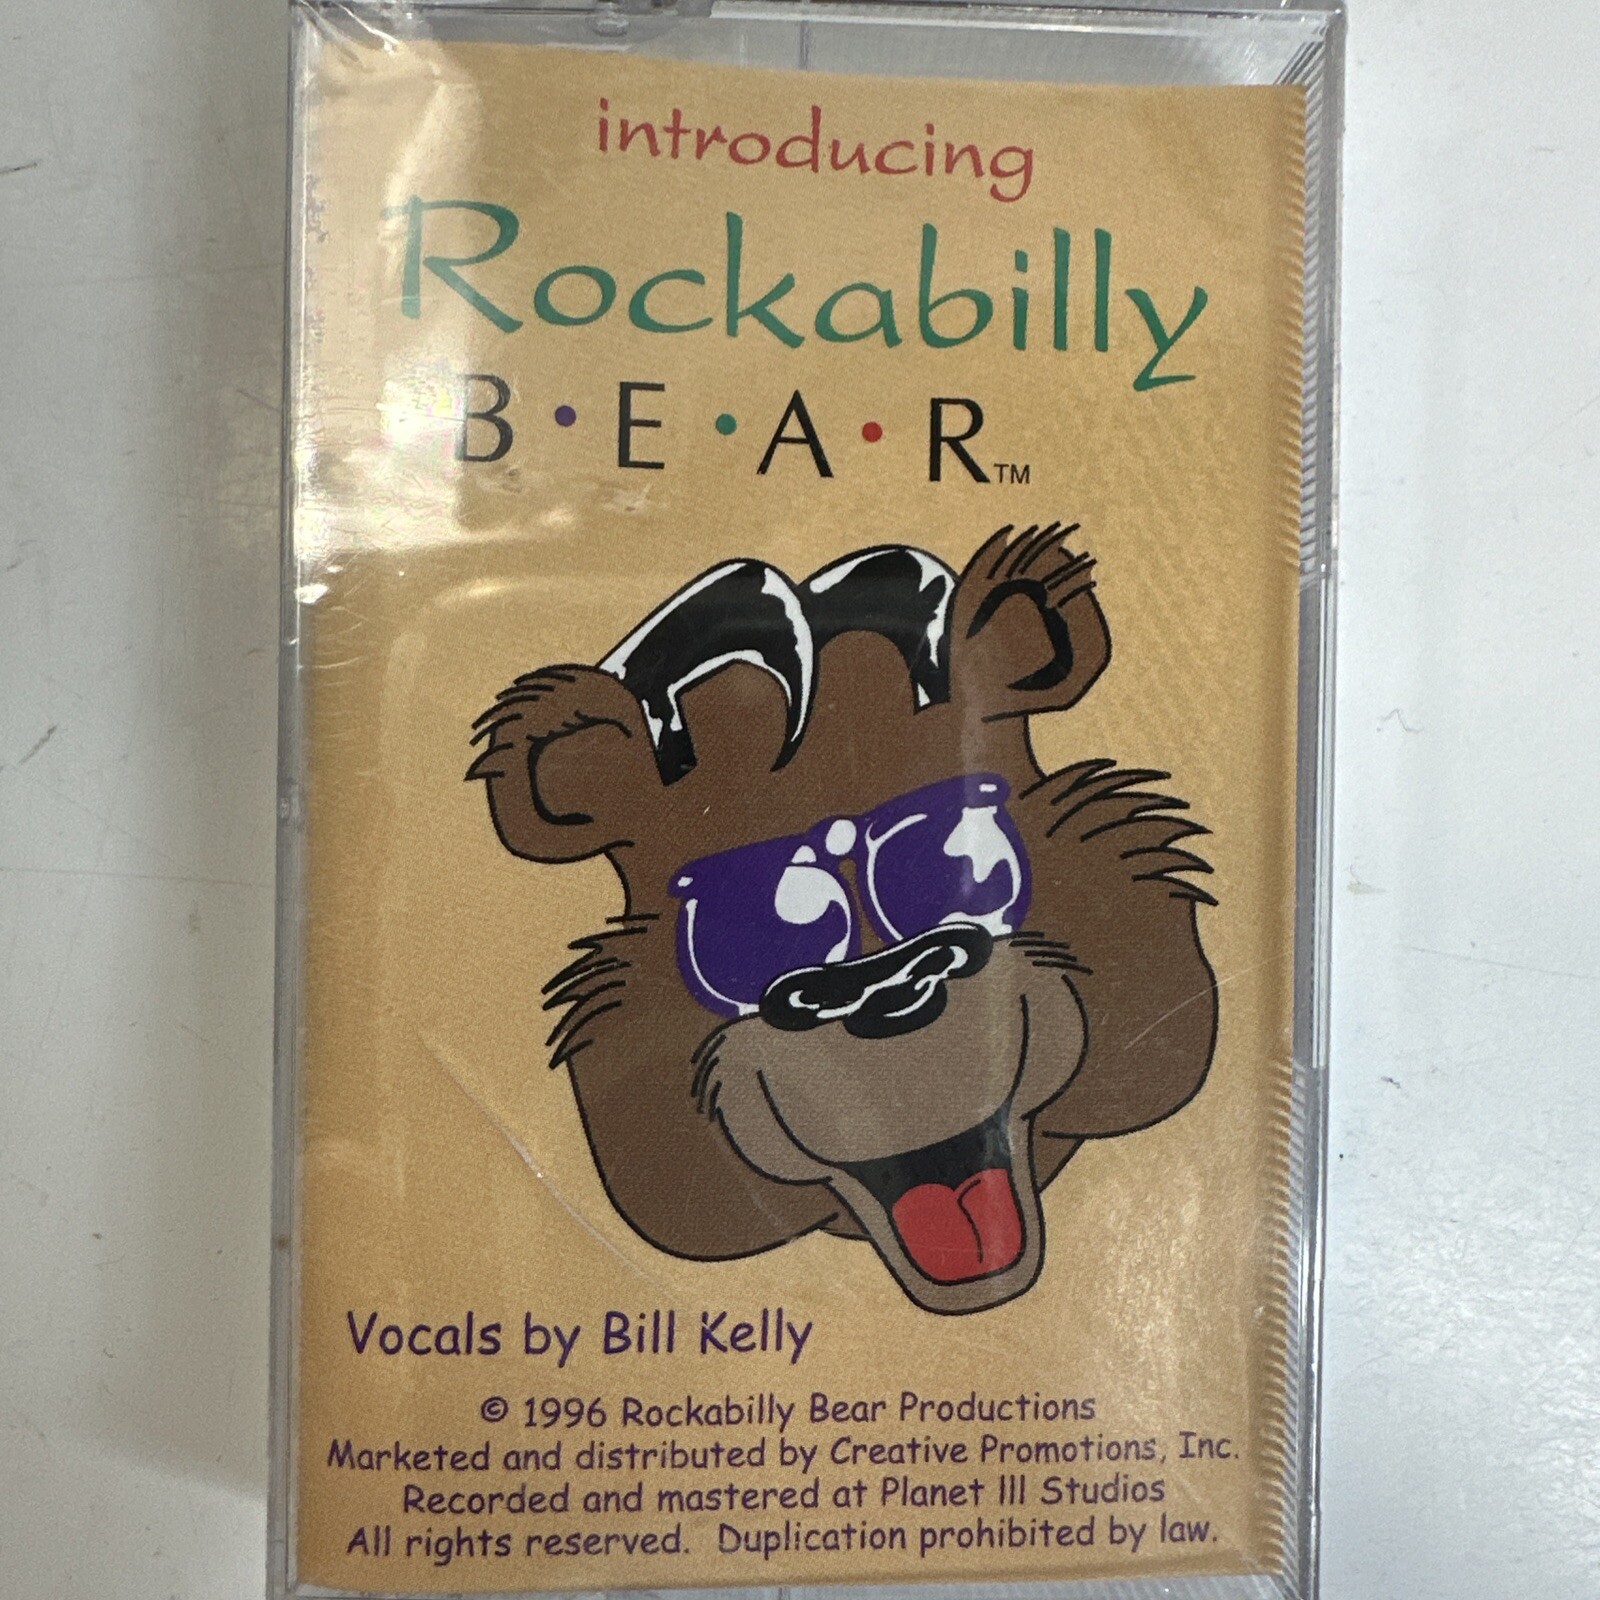 introducing
Rockabilly
B•E•A•R™
Vocals by Bill Kelly
© 1996 Rockabilly Bear Productions
Marketed and distributed by Creative Promotions, Inc.
Recorded and mastered at Planet III Studios
All rights reserved. Duplication prohibited by law.